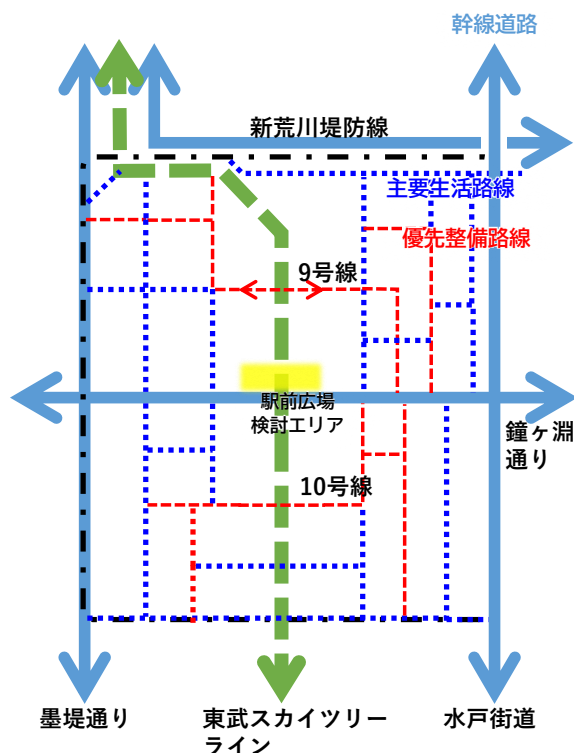 幹線道路
新荒川堤防線
主要生活路線
優先整備路線
9号線
駅前広場
検討エリア
鐘ヶ淵
通り
10号線
墨堤通り
東武スカイツリー
ライン
水戸街道